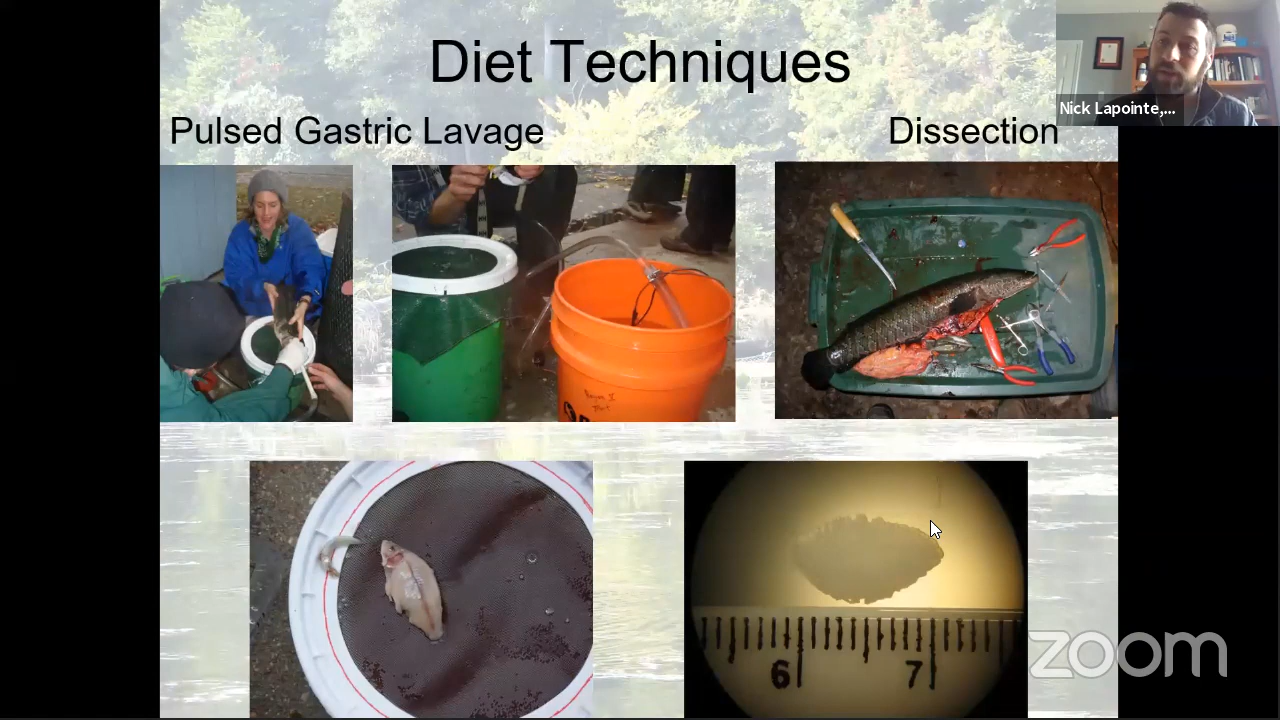 Diet Techniques
Nick Lapointe,...
Pulsed Gastric Lavage
Dissection
6 7
zoom